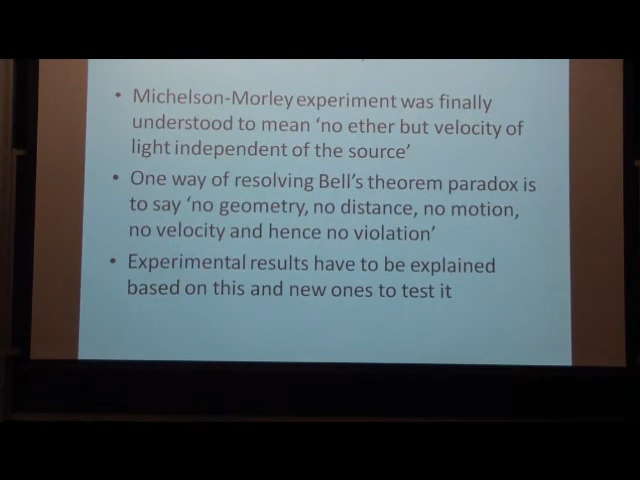 • Michelson-Morley experiment was finally
understood to mean ‘no ether but velocity of
light independent of the source’
• One way of resolving Bell’s theorem paradox is
to say ‘no geometry, no distance, no motion,
no velocity and hence no violation’
• Experimental results have to be explained
based on this and new ones to test it